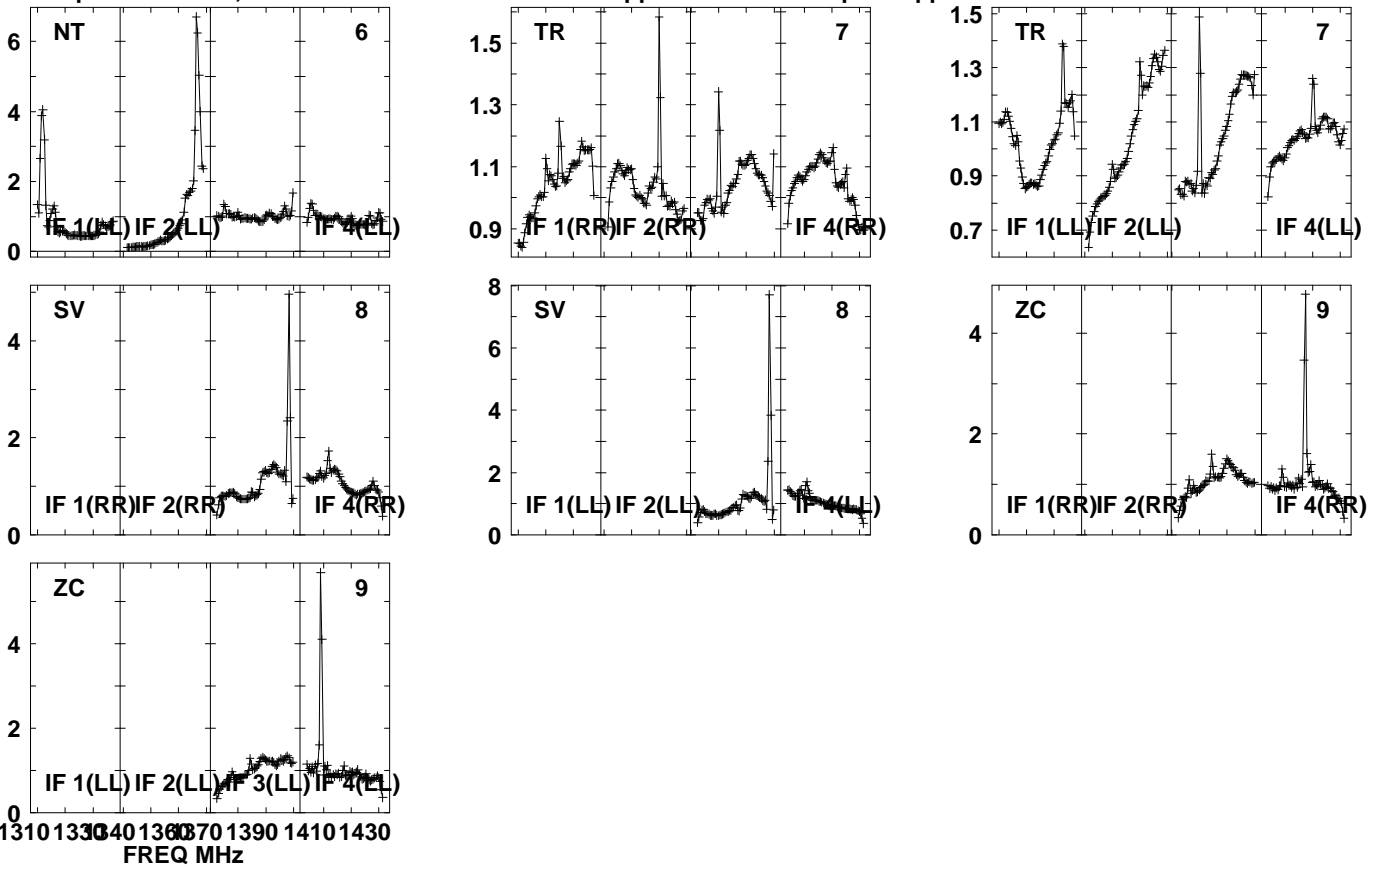 NT 6
6
4
2
0
IF 1(LL) IF 2(LL) IF 4(LL)
TR 7
1.5
1.3
1.1
0.9
IF 1(RR) IF 2(RR) IF 4(RR)
TR 7
1.5
1.3
1.1
0.9
0.7
IF 1(LL) IF 2(LL) IF 4(LL)
SV 8
4
2
0
IF 1(RR) IF 2(RR) IF 4(RR)
SV 8
8
6
4
2
0
IF 1(LL) IF 2(LL) IF 4(LL)
ZC 9
4
2
0
IF 1(RR) IF 2(RR) IF 4(RR)
ZC 9
4
2
0
IF 1(LL) IF 2(LL) IF 3(LL) IF 4(LL)
1310 1330 1340 1360 1370 1390 1410 1430
FREQ MHz